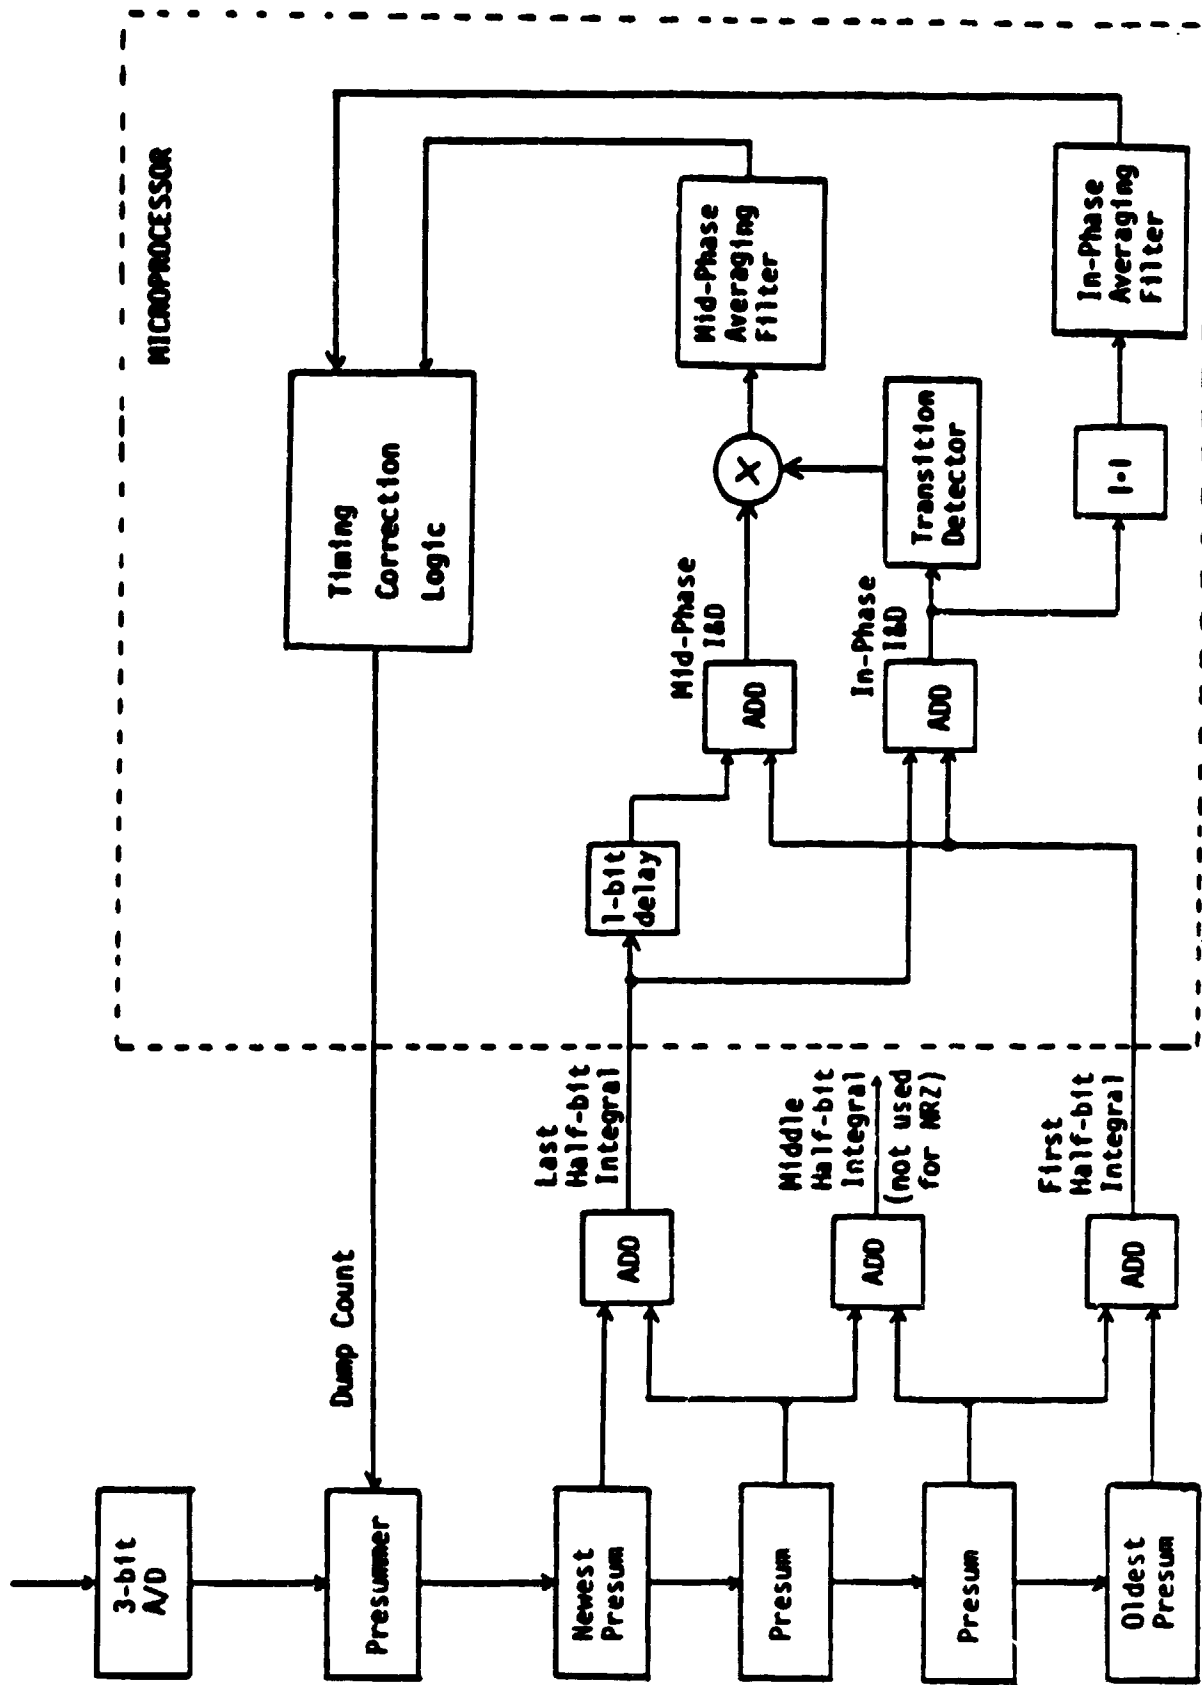 MICROPROCESSOR
3-bit
A/D
Presummer
Dump Count
Timing
Correction
Logic
Newest
Presum
ADD
Last
Half-bit
Integral
1-bit
delay
Mid-Phase
I&D
ADD
X
Mid-Phase
Averaging
Filter
Presum
ADD
Middle
Half-bit
Integral
(not used
for NRZ)
In-Phase
I&D
ADD
Transition
Detector
Presum
Oldest
Presum
ADD
First
Half-bit
Integral
|·|
In-Phase
Averaging
Filter